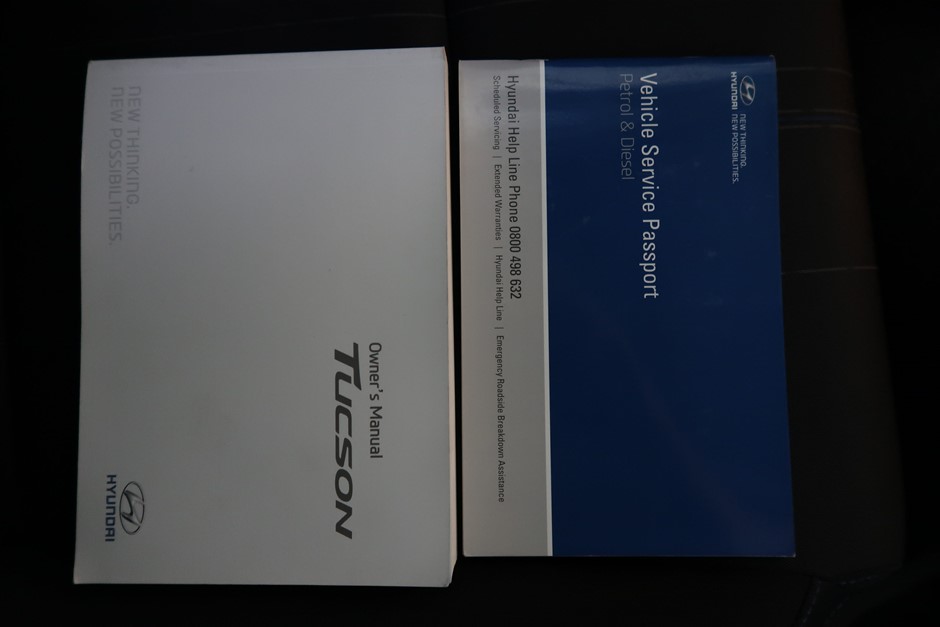 Owner's Manual
TUCSON
NEW THINKING.
NEW POSSIBILITIES.
HYUNDAI
HYUNDAI
NEW THINKING.
NEW POSSIBILITIES.
Vehicle Service Passport
Petrol & Diesel
Hyundai Help Line Phone 0800 498 632
Scheduled Servicing | Extended Warranties | Hyundai Help Line | Emergency Roadside Breakdown Assistance